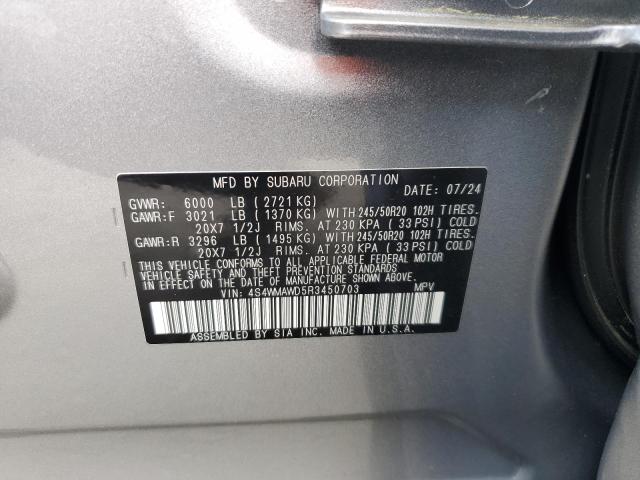 MFD BY SUBARU CORPORATION
DATE: 07/24
GVWR: 6000 LB (2721 KG)
GAWR:F 3021 LB (1370 KG) WITH 245/50R20 102H TIRES.
20X7 1/2J RIMS. AT 230 KPA (33 PSI) COLD
GAWR:R 3296 LB (1495 KG) WITH 245/50R20 102H TIRES.
20X7 1/2J RIMS. AT 230 KPA (33 PSI) COLD
THIS VEHICLE CONFORMS TO ALL APPLICABLE FEDERAL MOTOR
VEHICLE SAFETY AND THEFT PREVENTION STANDARDS
IN EFFECT ON THE DATE OF MANUFACTURE SHOWN ABOVE.
VIN: 4S4WMAWD5R3450703 MPV
ASSEMBLED BY SIA INC. MADE IN U.S.A.